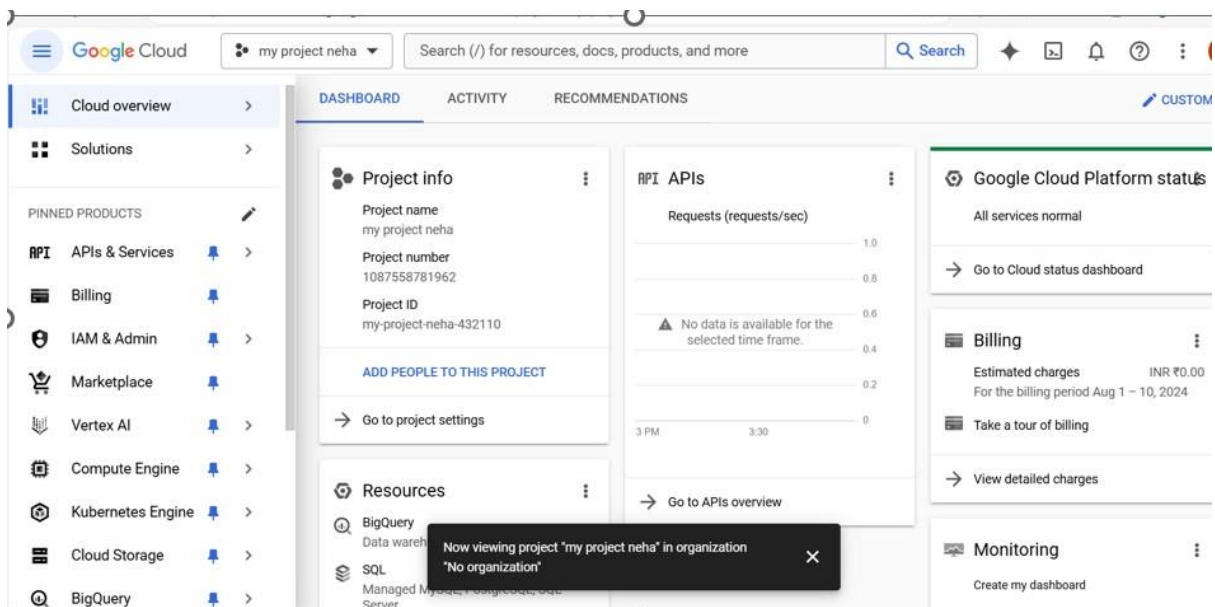 Google Cloud
my project neha
Search (/) for resources, docs, products, and more
Search
Cloud overview
Solutions
PINNED PRODUCTS
API APIs & Services
Billing
IAM & Admin
Marketplace
Vertex AI
Compute Engine
Kubernetes Engine
Cloud Storage
BigQuery
DASHBOARD ACTIVITY RECOMMENDATIONS
CUSTOM
Project info
Project name
my project neha
Project number
1087558781962
Project ID
my-project-neha-432110
ADD PEOPLE TO THIS PROJECT
Go to project settings
Resources
BigQuery
Data wareh
SQL
Managed MySQL, PostgreSQL, SQL
Server
API APIs
Requests (requests/sec)
1.0
0.8
0.6
0.4
0.2
0
No data is available for the
selected time frame.
3 PM 3:30
Go to APIs overview
Google Cloud Platform status
All services normal
Go to Cloud status dashboard
Billing
Estimated charges INR ₹0.00
For the billing period Aug 1 – 10, 2024
Take a tour of billing
View detailed charges
Monitoring
Create my dashboard
Now viewing project "my project neha" in organization
"No organization"